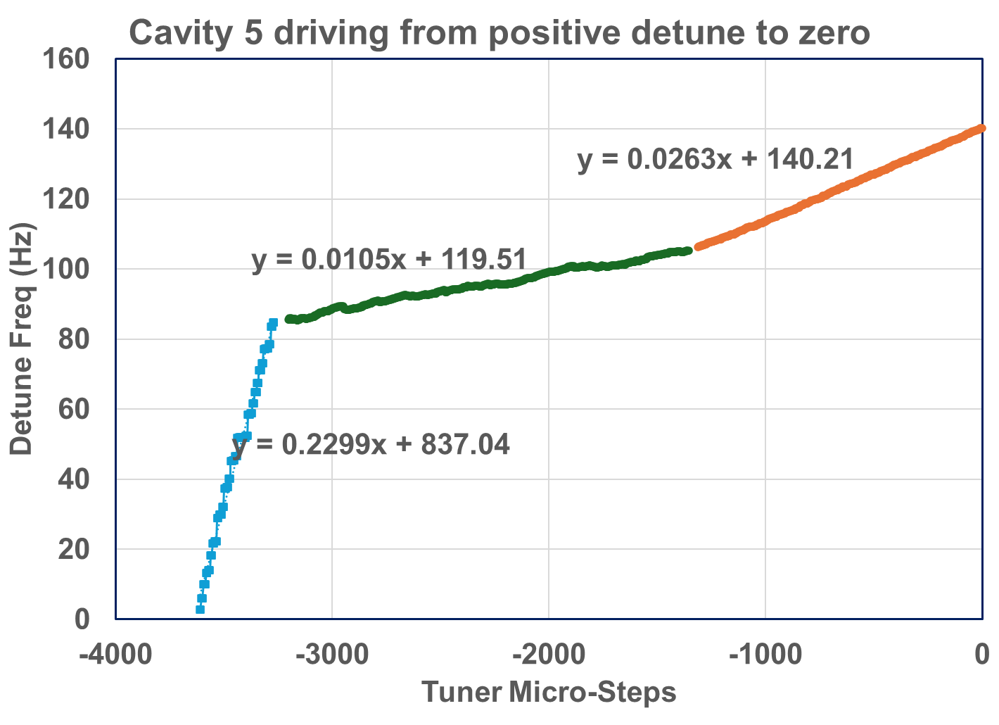 Cavity 5 driving from positive detune to zero
160
140
120
100
80
60
40
20
0
Detune Freq (Hz)
y = 0.0263x + 140.21
y = 0.0105x + 119.51
y = 0.2299x + 837.04
-4000 -3000 -2000 -1000 0
Tuner Micro-Steps